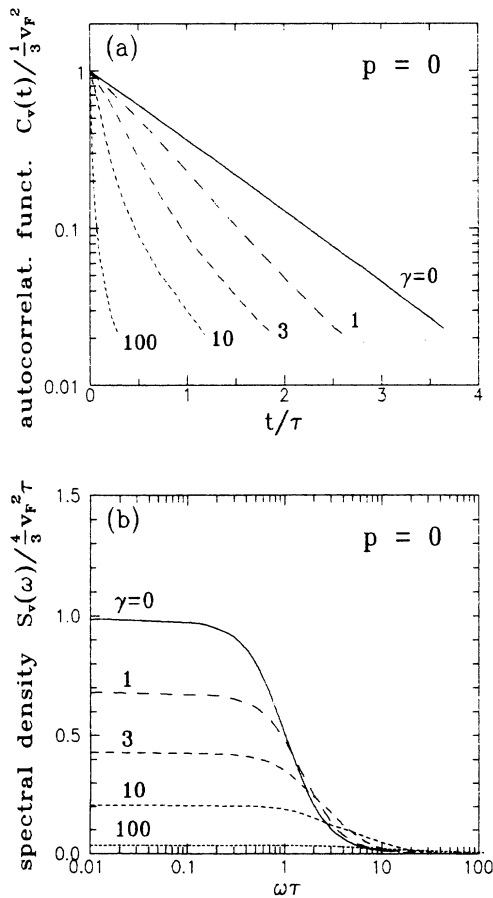 (a)
p = 0
autocorrelat. funct. C_v(t)/⅓v_F²
1
0.1
0.01
γ=0
1
3
10
100
0 1 2 3 4
t/τ
(b)
p = 0
spectral density S_v(ω)/⁴⁄₃v_F²τ
1.5
1.0
0.5
0.0
γ=0
1
3
10
100
0.01 0.1 1 10 100
ωτ